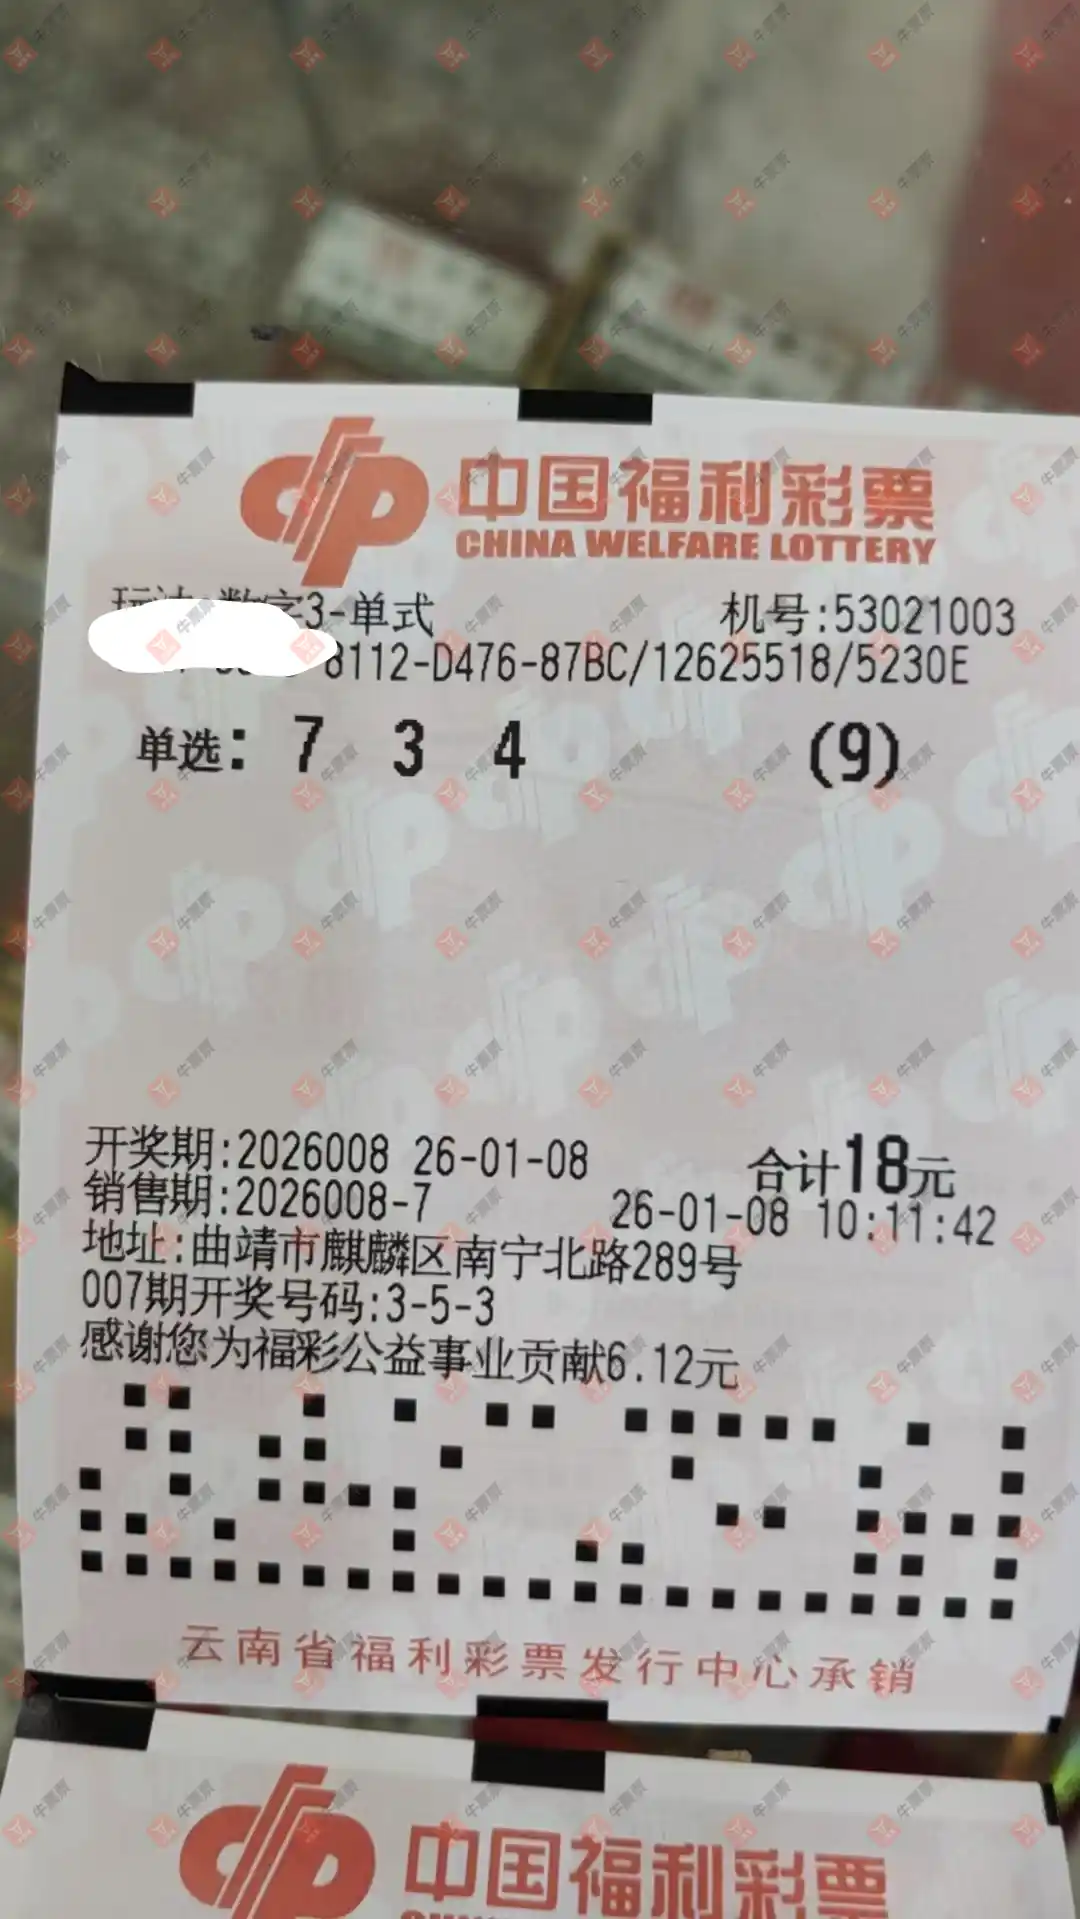 中国福利彩票
CHINA WELFARE LOTTERY
3-单式 机号:53021003
8112-D476-87BC/12625518/5230E
单选: 7 3 4 (9)
开奖期:2026008 26-01-08 合计18元
销售期:2026008-7 26-01-08 10:11:42
地址:曲靖市麒麟区南宁北路289号
007期开奖号码:3-5-3
感谢您为福彩公益事业贡献6.12元
云南省福利彩票发行中心承销
中国福利彩票
牛票票